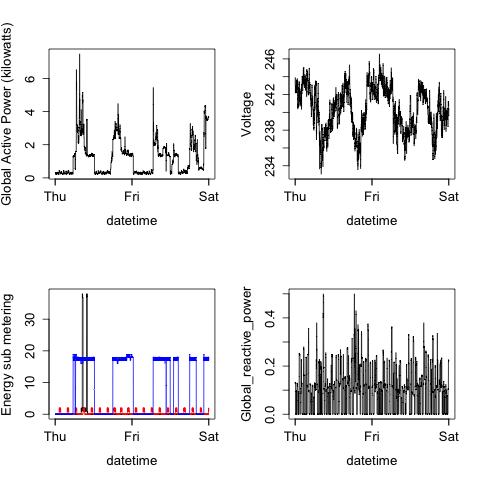 Global Active Power (kilowatts)
0 2 4 6
Thu Fri Sat
datetime
Voltage
234 238 242 246
Thu Fri Sat
datetime
Energy sub metering
0 10 20 30
Thu Fri Sat
datetime
Global_reactive_power
0.0 0.2 0.4
Thu Fri Sat
datetime